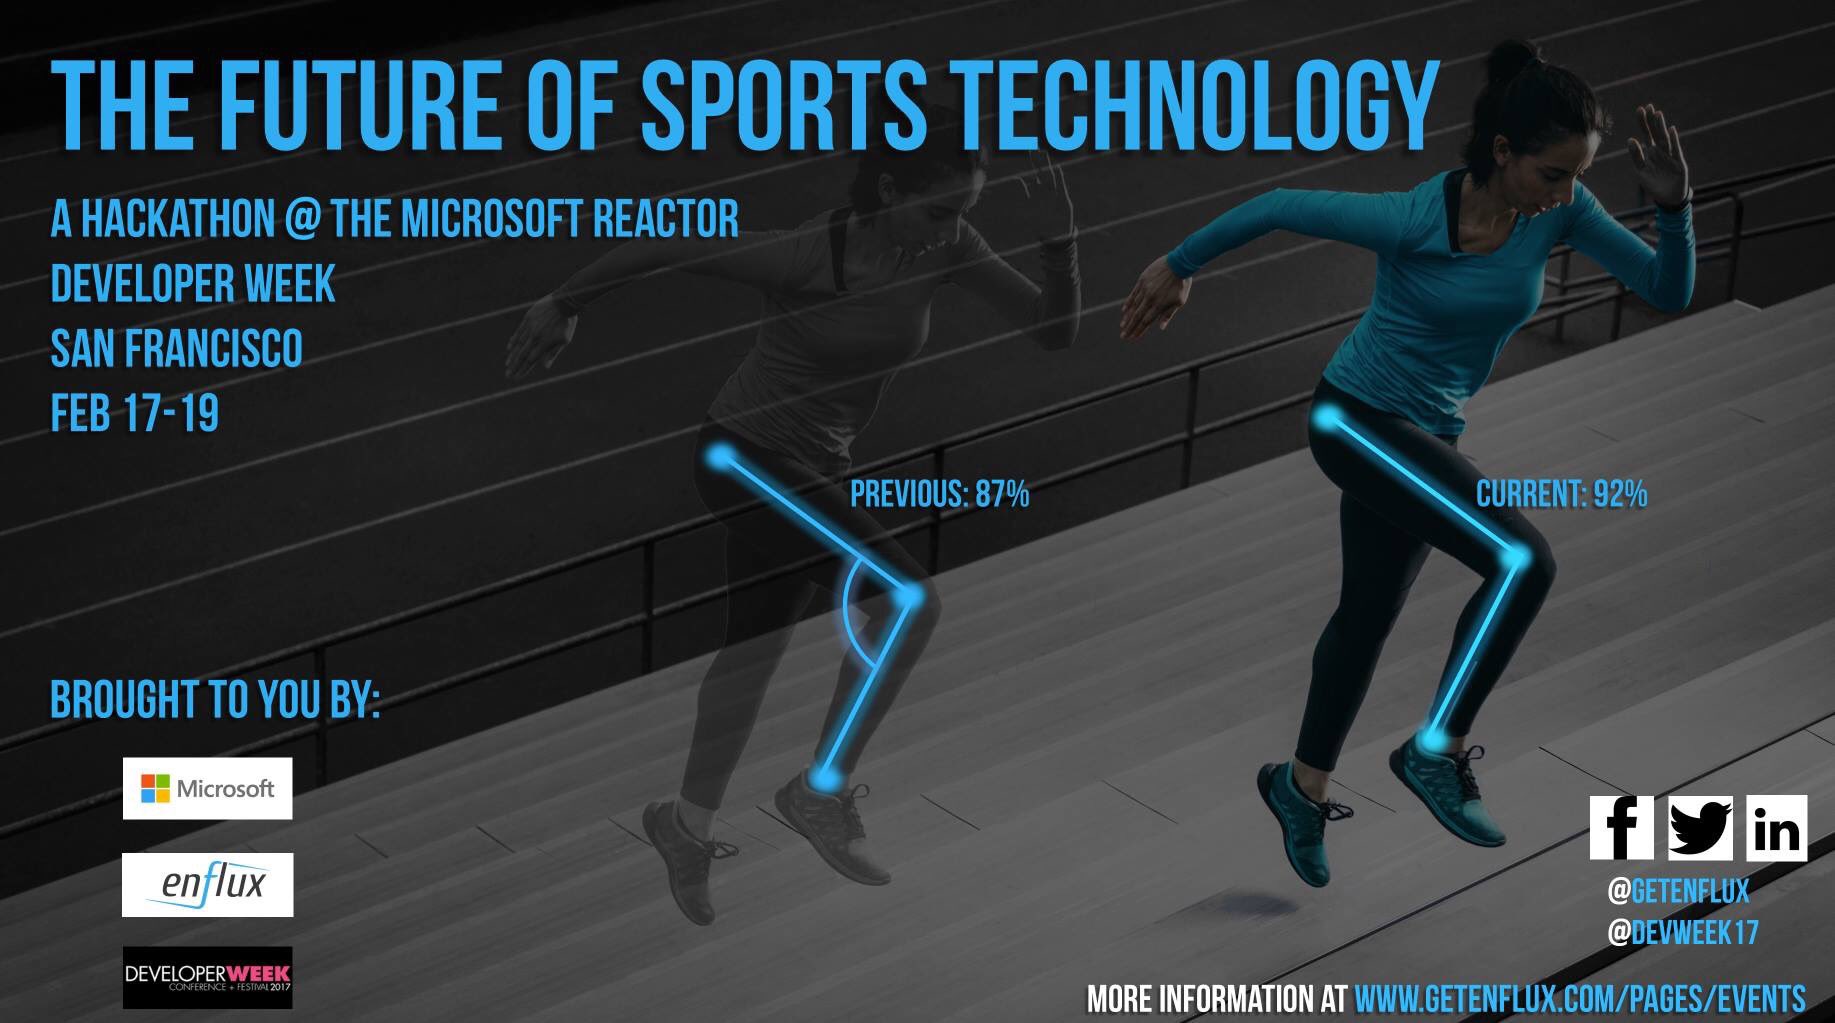 THE FUTURE OF SPORTS TECHNOLOGY
A HACKATHON @ THE MICROSOFT REACTOR
DEVELOPER WEEK
SAN FRANCISCO
FEB 17-19
PREVIOUS: 87%
CURRENT: 92%
BROUGHT TO YOU BY:
Microsoft
enflux
DEVELOPERWEEK
CONFERENCE + FESTIVAL 2017
f
in
@GETENFLUX
@DEVWEEK17
MORE INFORMATION AT WWW.GETENFLUX.COM/PAGES/EVENTS